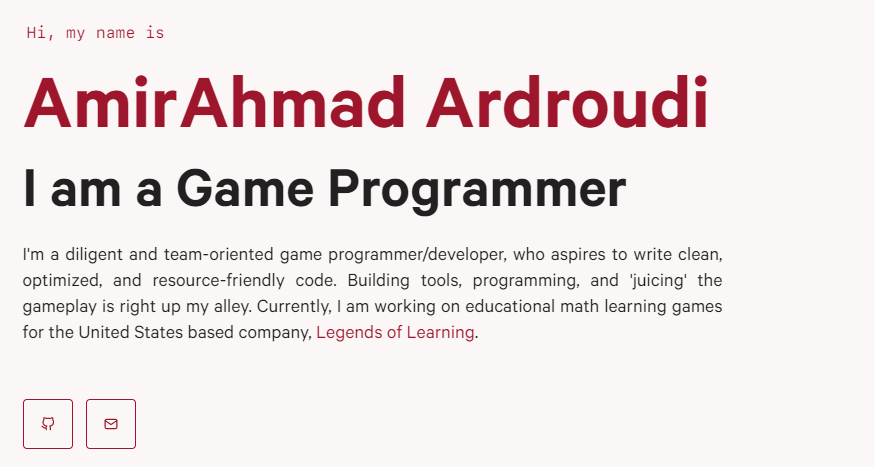 Hi, my name is
AmirAhmad Ardroudi
I am a Game Programmer
I'm a diligent and team-oriented game programmer/developer, who aspires to write clean,
optimized, and resource-friendly code. Building tools, programming, and 'juicing' the
gameplay is right up my alley. Currently, I am working on educational math learning games
for the United States based company, Legends of Learning.